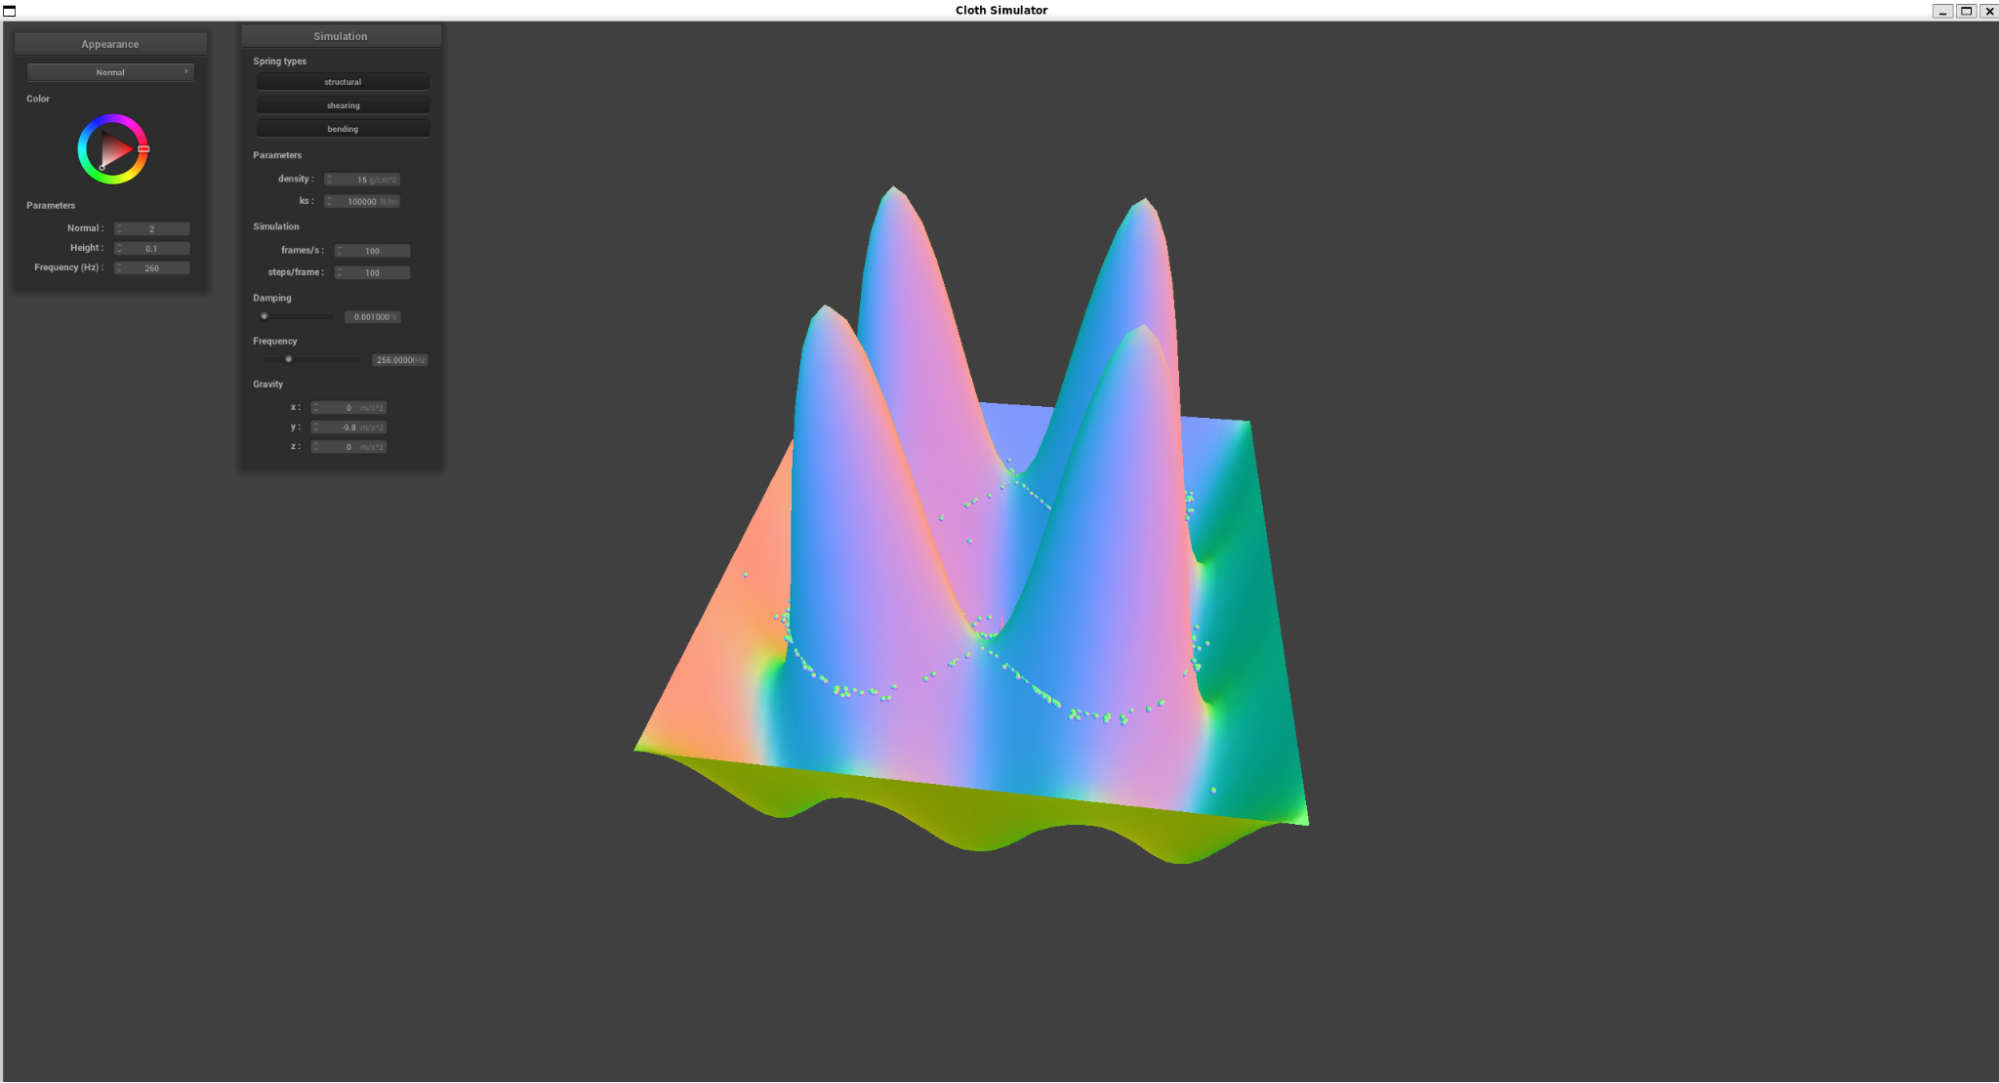 Cloth Simulator
Appearance
Normal
Color
Parameters
Normal : 2
Height : 0.1
Frequency (Hz) : 260
Simulation
Spring types
structural
shearing
bending
Parameters
density : 15 g/cm^2
ks : 100000 N/m
Simulation
frames/s : 100
steps/frame : 100
Damping
0.001000 %
Frequency
256.0000 Hz
Gravity
x : 0 m/s^2
y : -9.8 m/s^2
z : 0 m/s^2